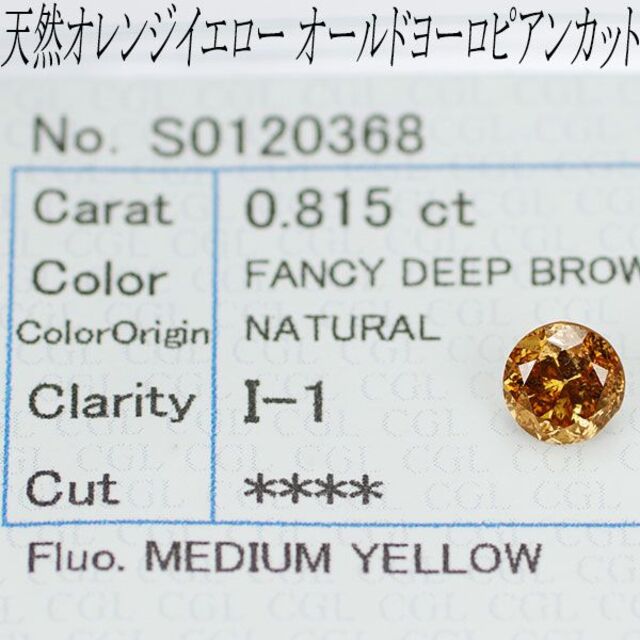 天然オレンジイエロー オールドヨーロピアンカット
No. S0120368
Carat 0.815 ct
Color FANCY DEEP BROW
ColorOrigin NATURAL
Clarity I-1
Cut ****
Fluo. MEDIUM YELLOW